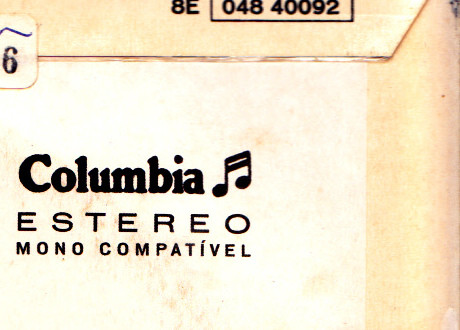 8E 048 40092
6
Columbia
ESTEREO
MONO COMPATÍVEL